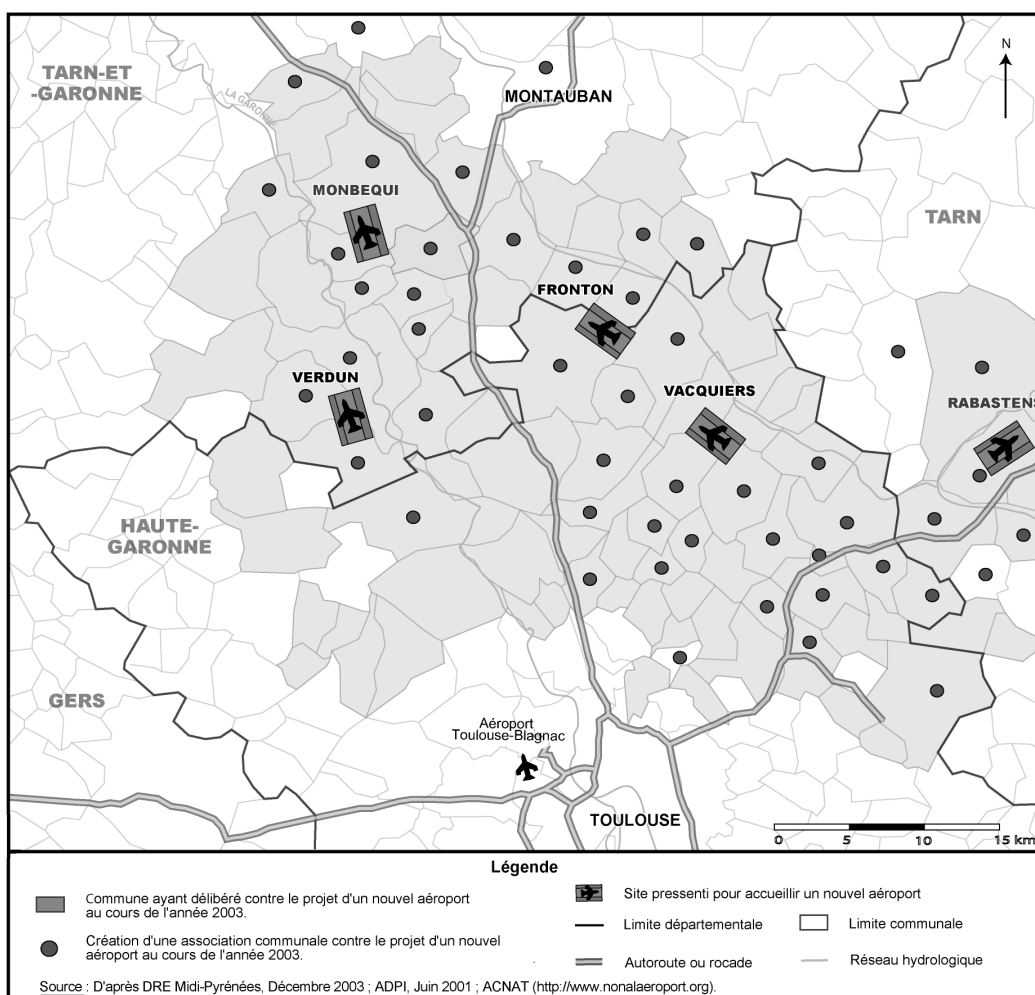 TARN-ET
-GARONNE
LA GARONNE
MONTAUBAN
N
MONBEQUI
TARN
FRONTON
VERDUN
VACQUIERS
RABASTENS
HAUTE-
GARONNE
GERS
Aéroport
Toulouse-Blagnac
TOULOUSE
0 5 10 15 km
Légende
Commune ayant délibéré contre le projet d'un nouvel aéroport
au cours de l'année 2003.
Création d'une association communale contre le projet d'un nouvel
aéroport au cours de l'année 2003.
Site pressenti pour accueillir un nouvel aéroport
Limite départementale
Limite communale
Autoroute ou rocade
Réseau hydrologique
Source : D'après DRE Midi-Pyrénées, Décembre 2003 ; ADPI, Juin 2001 ; ACNAT (http://www.nonalaeroport.org).